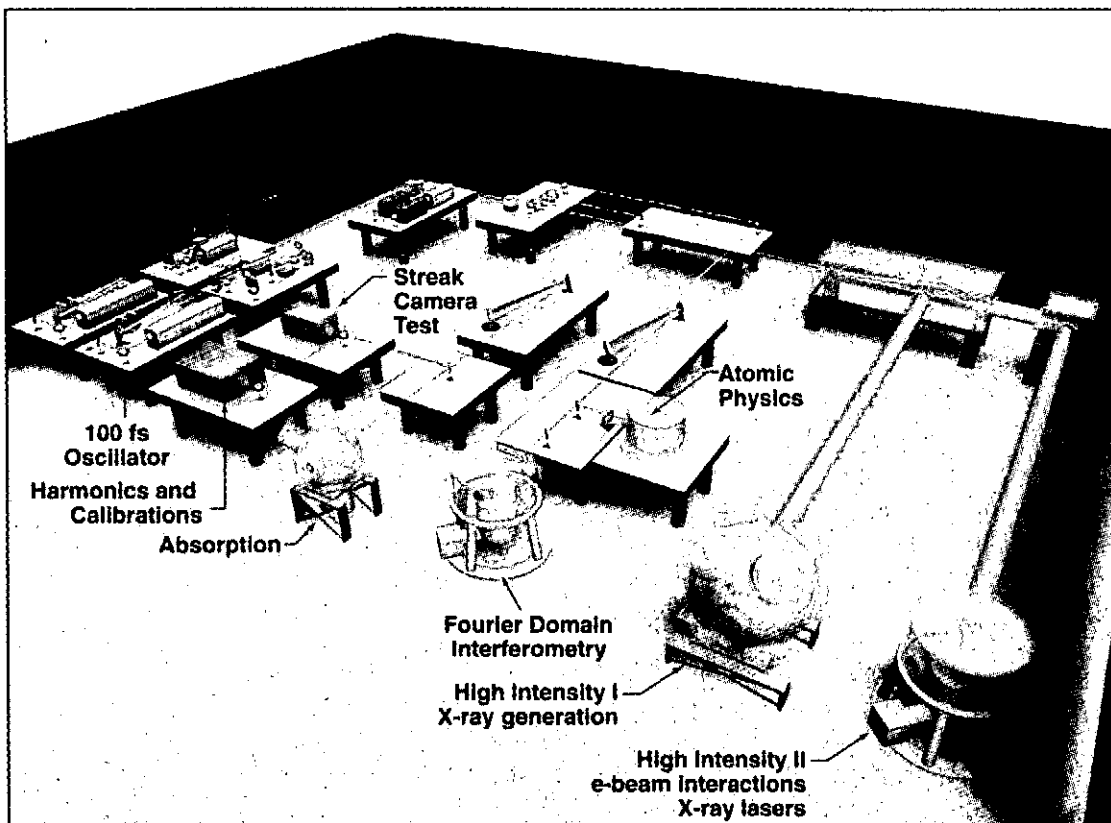 Streak
Camera
Test
Atomic
Physics
100 fs
Oscillator
Harmonics and
Calibrations
Absorption
Fourier Domain
Interferometry
High Intensity I
X-ray generation
High Intensity II
e-beam interactions
X-ray lasers